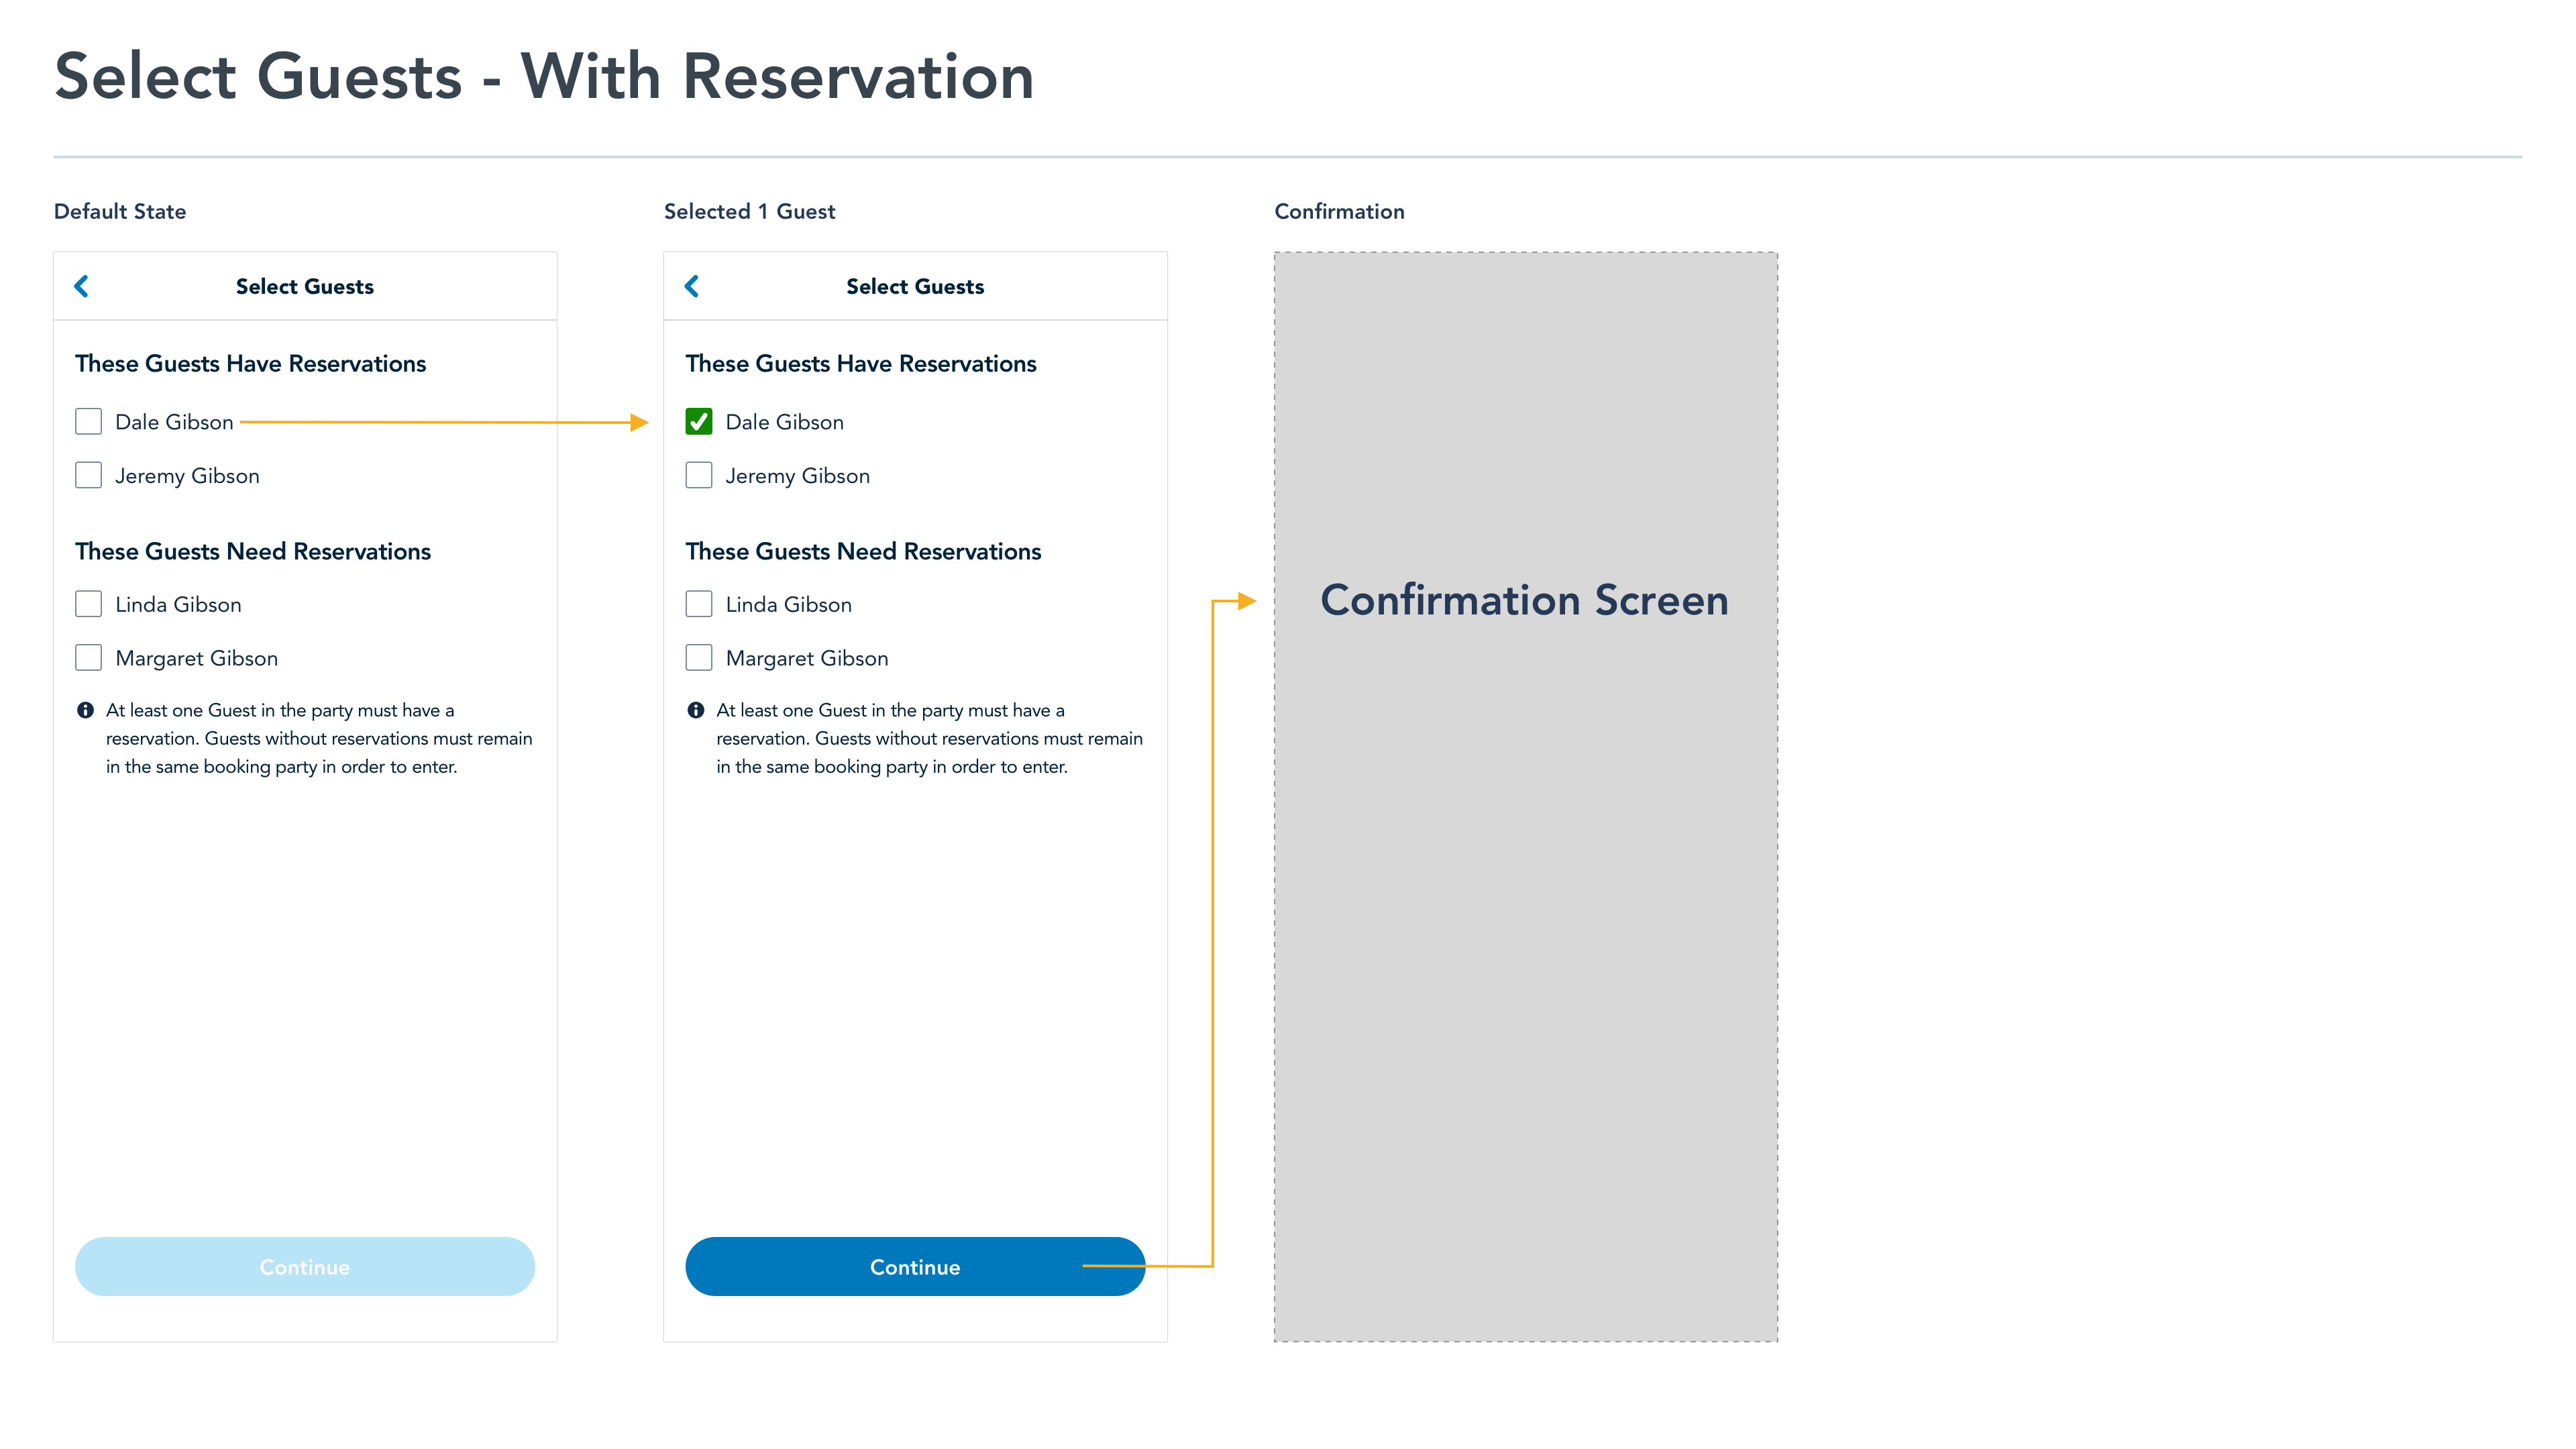 Select Guests - With Reservation
Default State
Select Guests
These Guests Have Reservations
Dale Gibson
Jeremy Gibson
These Guests Need Reservations
Linda Gibson
Margaret Gibson
At least one Guest in the party must have a
reservation. Guests without reservations must remain
in the same booking party in order to enter.
Continue
Selected 1 Guest
Select Guests
These Guests Have Reservations
Dale Gibson
Jeremy Gibson
These Guests Need Reservations
Linda Gibson
Margaret Gibson
At least one Guest in the party must have a
reservation. Guests without reservations must remain
in the same booking party in order to enter.
Continue
Confirmation
Confirmation Screen